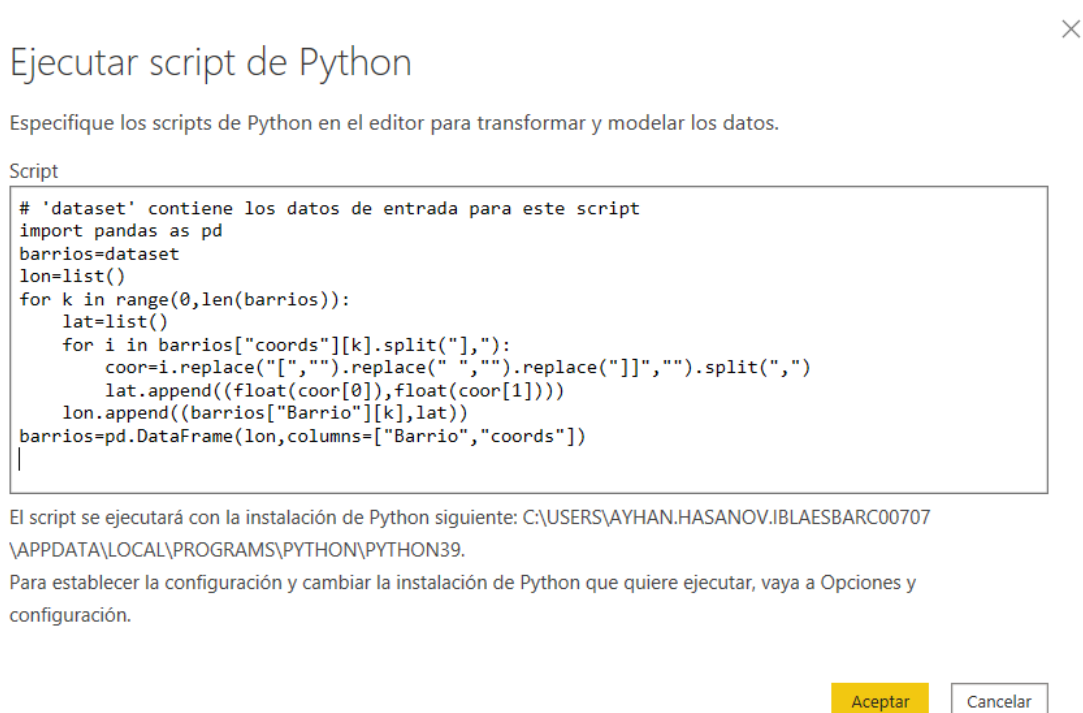 Ejecutar script de Python
Especifique los scripts de Python en el editor para transformar y modelar los datos.
Script
# 'dataset' contiene los datos de entrada para este script
import pandas as pd
barrios=dataset
lon=list()
for k in range(0,len(barrios)):
    lat=list()
    for i in barrios["coords"][k].split("],"):
        coor=i.replace("[","").replace(" ","").replace("]]","").split(",")
        lat.append((float(coor[0]),float(coor[1])))
    lon.append((barrios["Barrio"][k],lat))
barrios=pd.DataFrame(lon,columns=["Barrio","coords"])
El script se ejecutará con la instalación de Python siguiente: C:\USERS\AYHAN.HASANOV.IBLAESBARC00707
\APPDATA\LOCAL\PROGRAMS\PYTHON\PYTHON39.
Para establecer la configuración y cambiar la instalación de Python que quiere ejecutar, vaya a Opciones y
configuración.
Aceptar
Cancelar